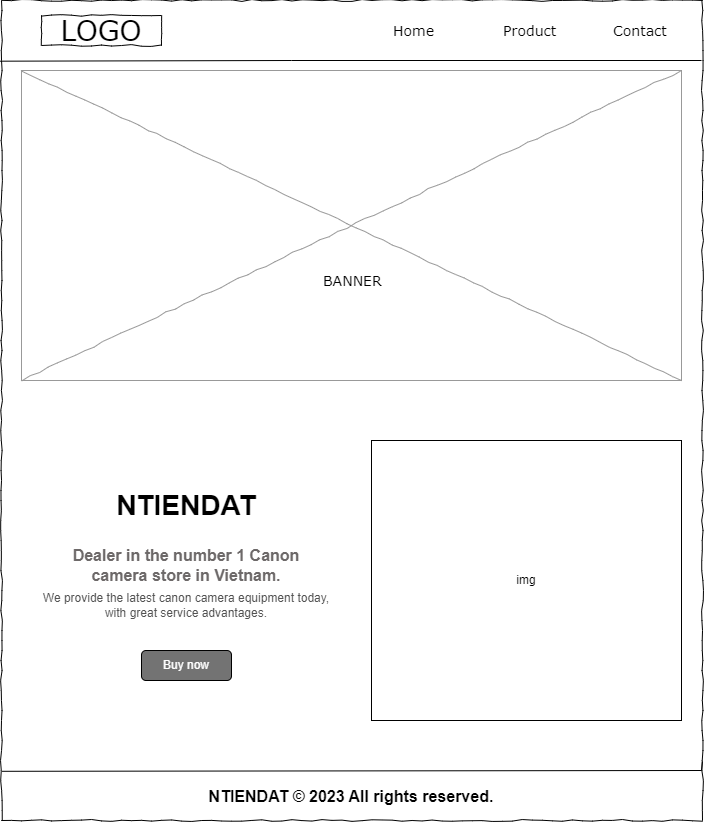 LOGO
Home
Product
Contact
BANNER
NTIENDAT
Dealer in the number 1 Canon
camera store in Vietnam.
We provide the latest canon camera equipment today,
with great service advantages.
Buy now
img
NTIENDAT © 2023 All rights reserved.